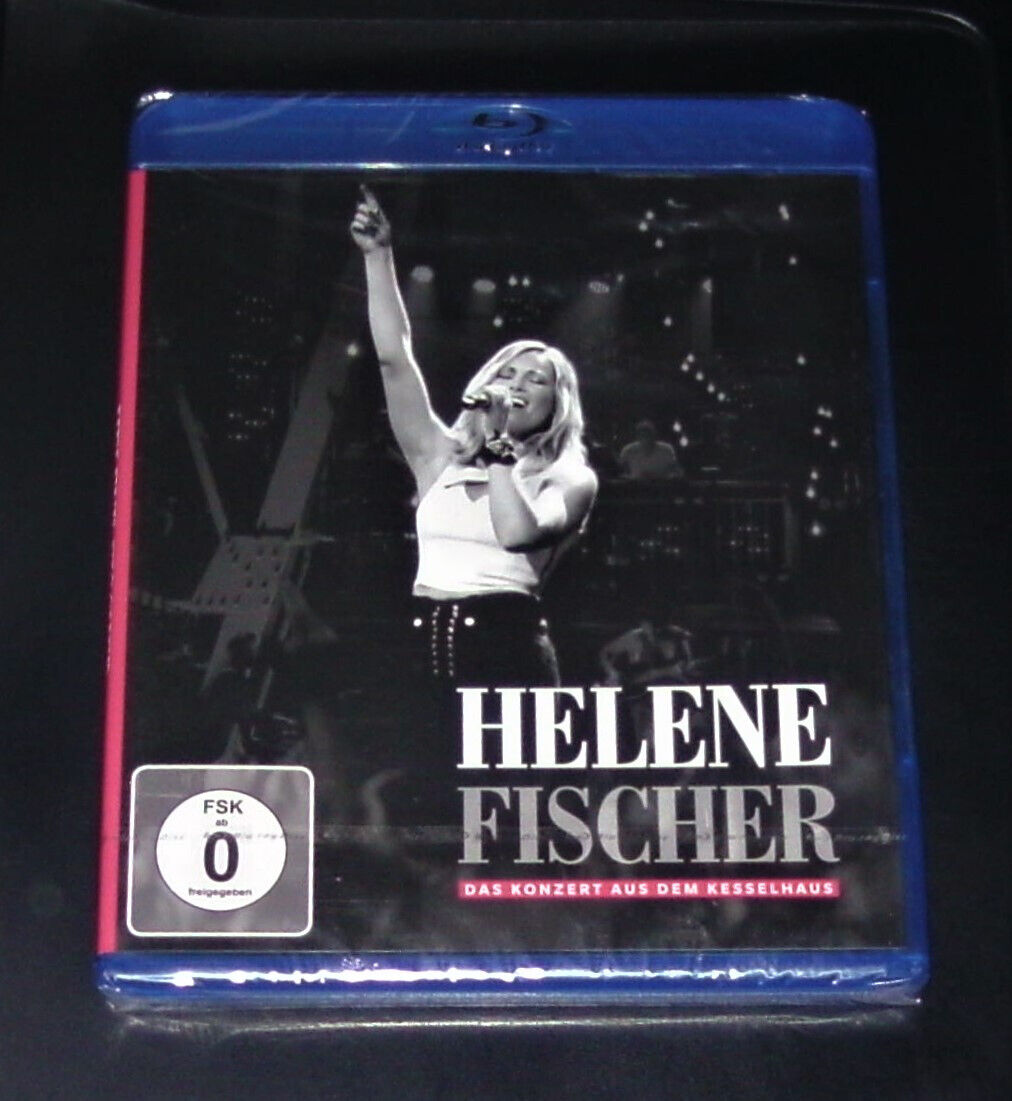 HELENE
FISCHER
DAS KONZERT AUS DEM KESSELHAUS
FSK
ab
0
freigegeben